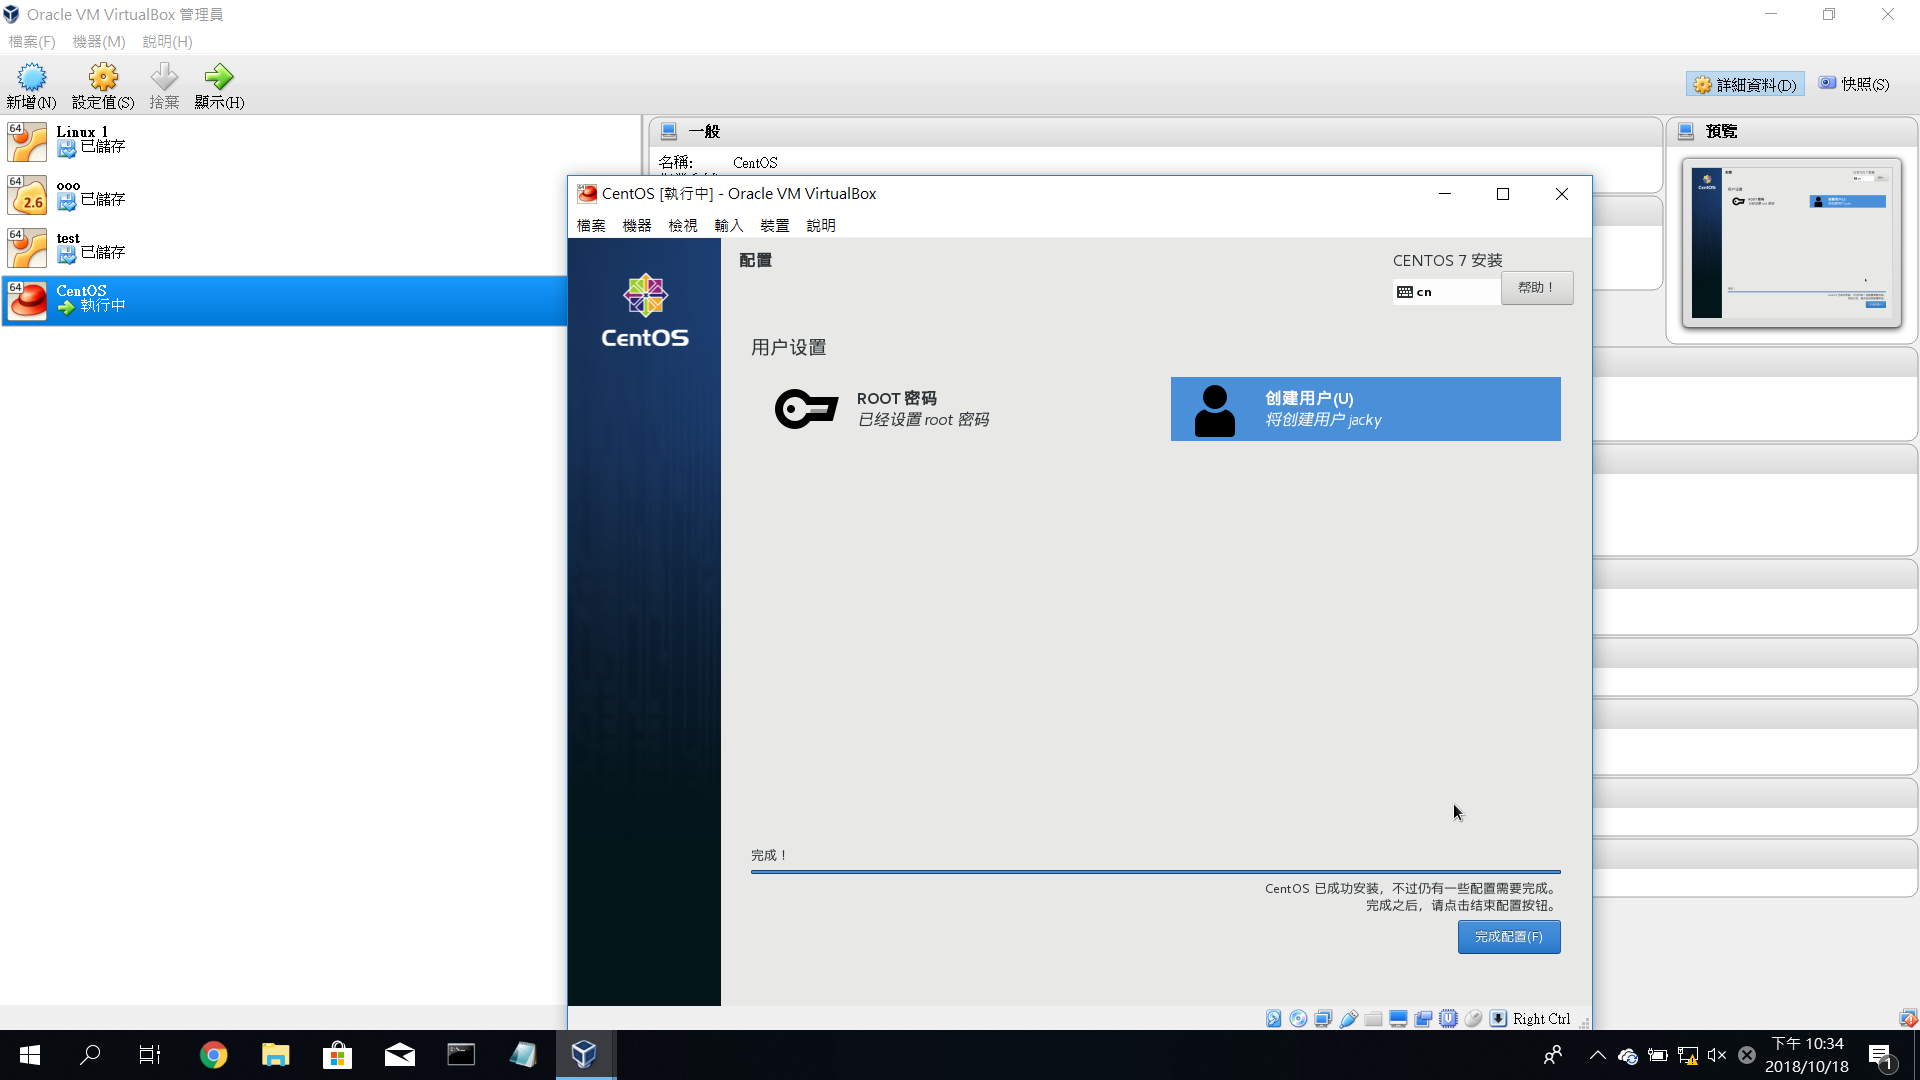 Oracle VM VirtualBox 管理員
檔案(F) 機器(M) 說明(H)
新增(N) 設定值(S) 捨棄 顯示(H)
詳細資料(D) 快照(S)
64 Linux 1
已儲存
64 2.6 ooo
已儲存
64 test
已儲存
64 CentOS
執行中
一般
名稱: CentOS
預覽
64 CentOS [執行中] - Oracle VM VirtualBox
檔案 機器 檢視 輸入 裝置 說明
CentOS
配置
CENTOS 7 安装
cn
帮助！
用户设置
ROOT 密码
已经设置 root 密码
创建用户(U)
将创建用户 jacky
完成！
CentOS 已成功安装，不过仍有一些配置需要完成。
完成之后，请点击结束配置按钮。
完成配置(F)
Right Ctrl
下午 10:34
2018/10/18
1